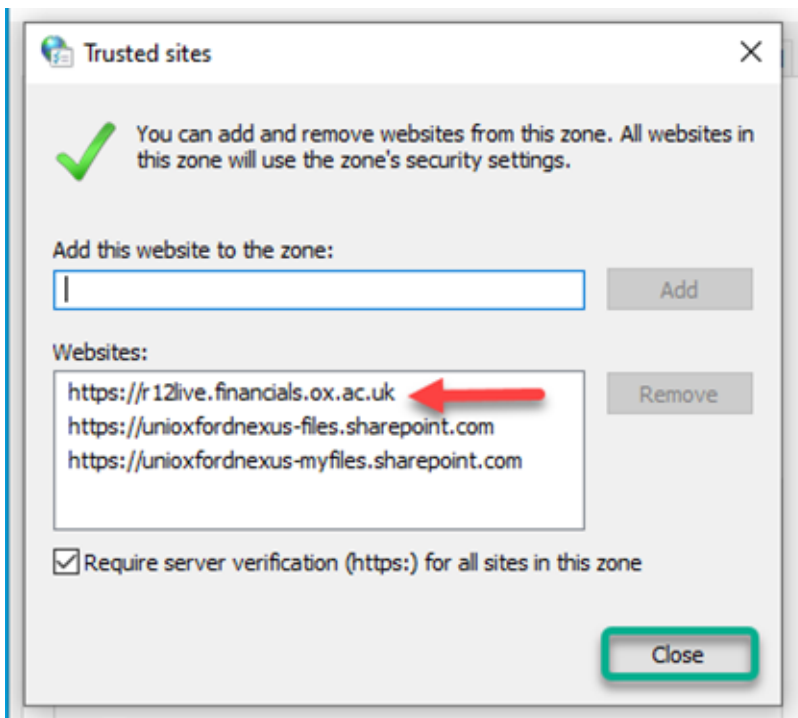 Trusted sites
You can add and remove websites from this zone. All websites in
this zone will use the zone's security settings.
Add this website to the zone:
Add
Websites:
https://r12live.financials.ox.ac.uk
Remove
https://unioxfordnexus-files.sharepoint.com
https://unioxfordnexus-myfiles.sharepoint.com
Require server verification (https:) for all sites in this zone
Close